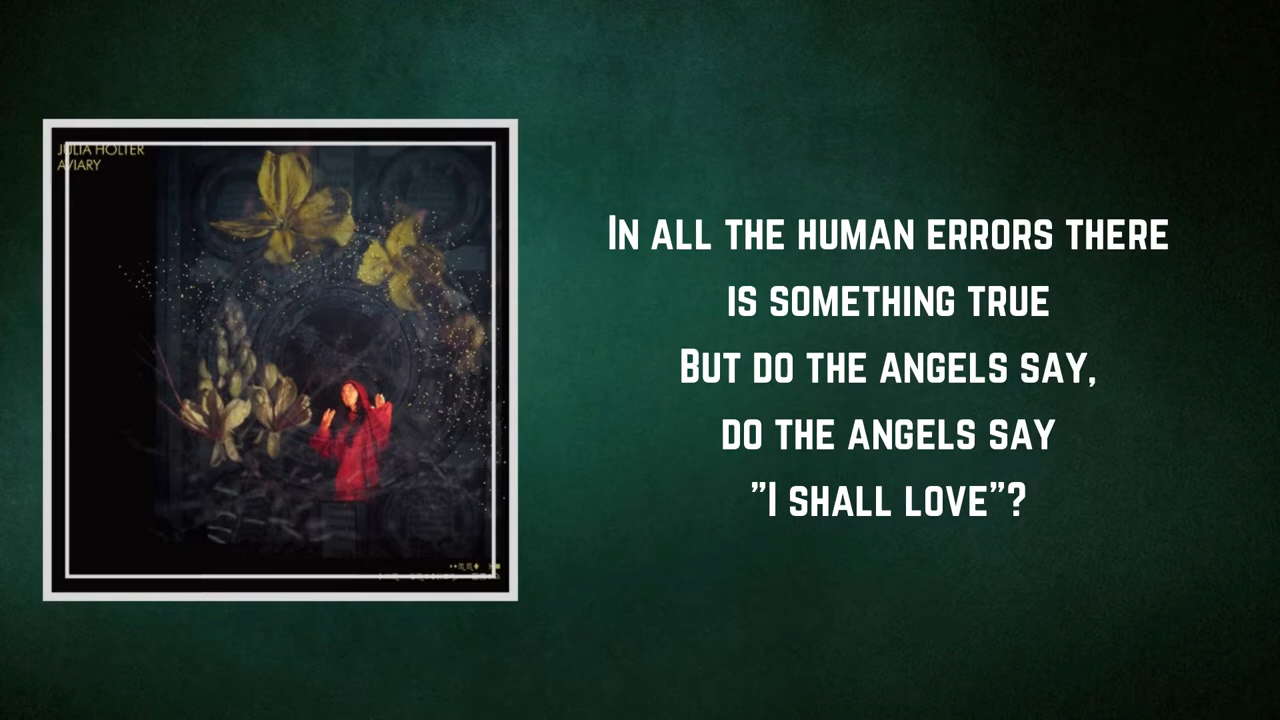 JULIA HOLTER
AVIARY
In all the human errors there
is something true
But do the angels say,
do the angels say
"I shall love"?